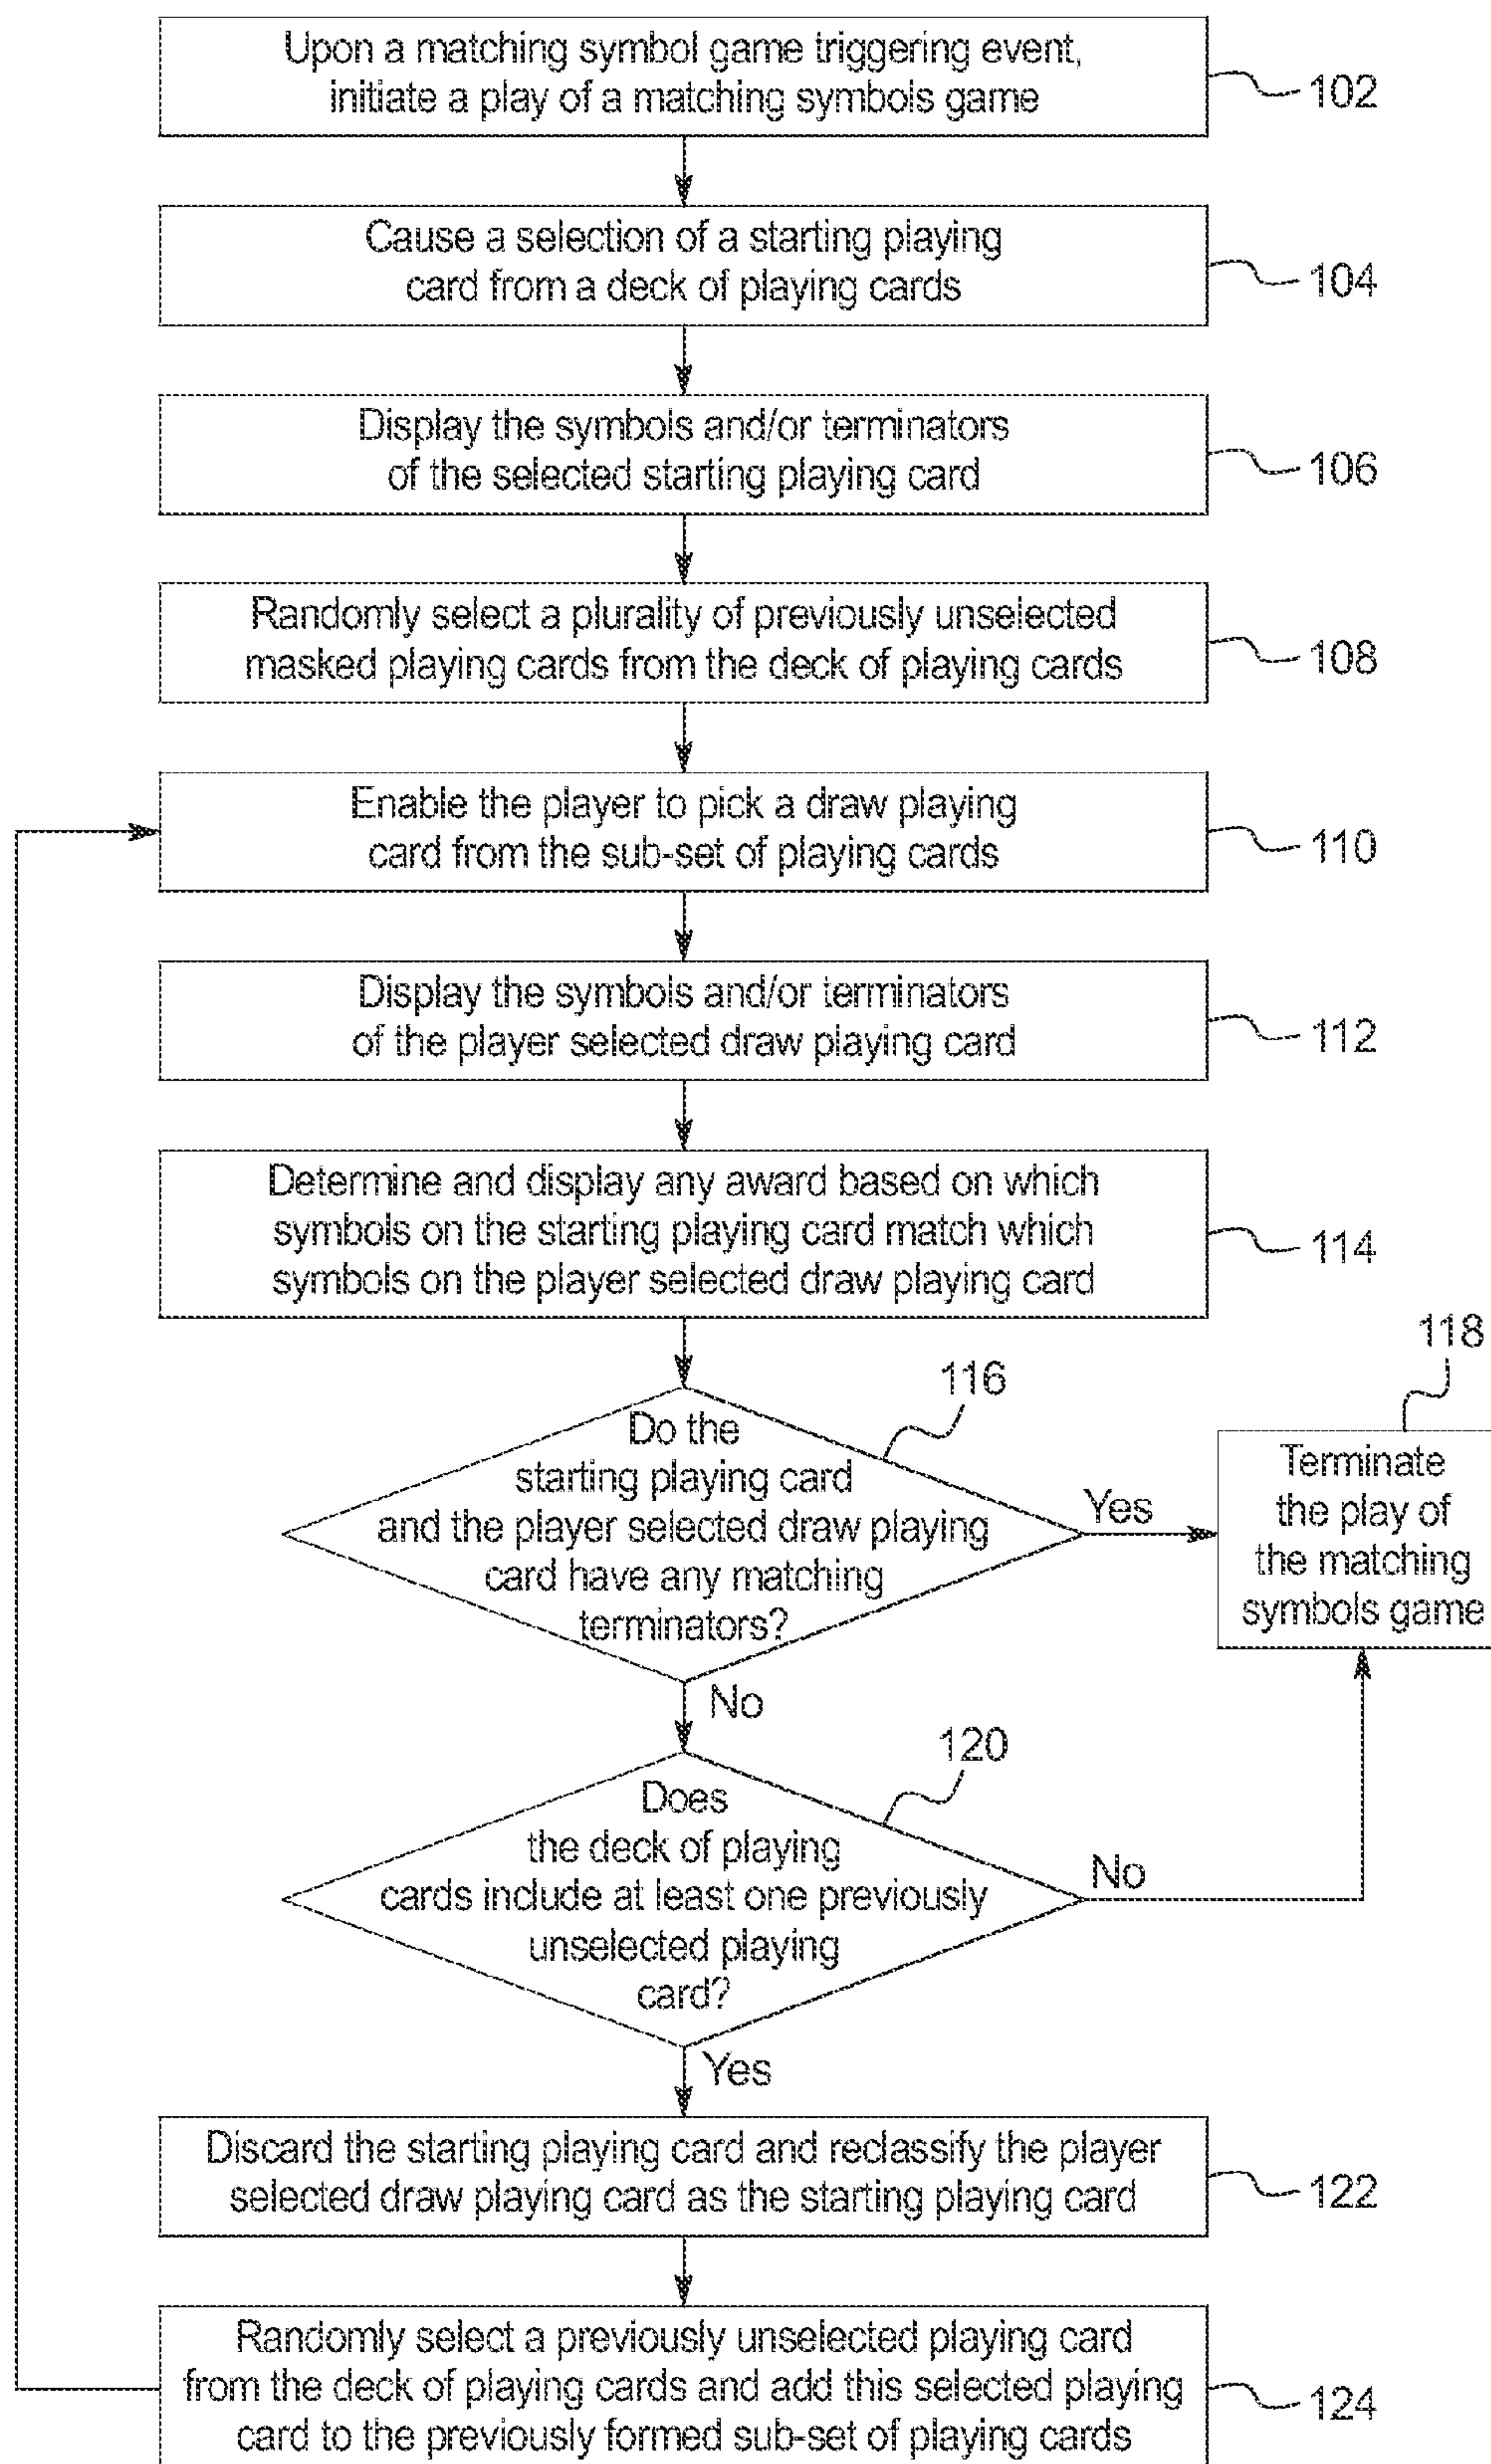 Upon a matching symbol game triggering event,
initiate a play of a matching symbols game
102
Cause a selection of a starting playing
card from a deck of playing cards
104
Display the symbols and/or terminators
of the selected starting playing card
106
Randomly select a plurality of previously unselected
masked playing cards from the deck of playing cards
108
Enable the player to pick a draw playing
card from the sub-set of playing cards
110
Display the symbols and/or terminators
of the player selected draw playing card
112
Determine and display any award based on which
symbols on the starting playing card match which
symbols on the player selected draw playing card
114
Do the
starting playing card
and the player selected draw playing
card have any matching
terminators?
116
Yes
118
Terminate
the play of
the matching
symbols game
No
Does
the deck of playing
cards include at least one previously
unselected playing
card?
120
No
Yes
Discard the starting playing card and reclassify the player
selected draw playing card as the starting playing card
122
Randomly select a previously unselected playing card
from the deck of playing cards and add this selected playing
card to the previously formed sub-set of playing cards
124